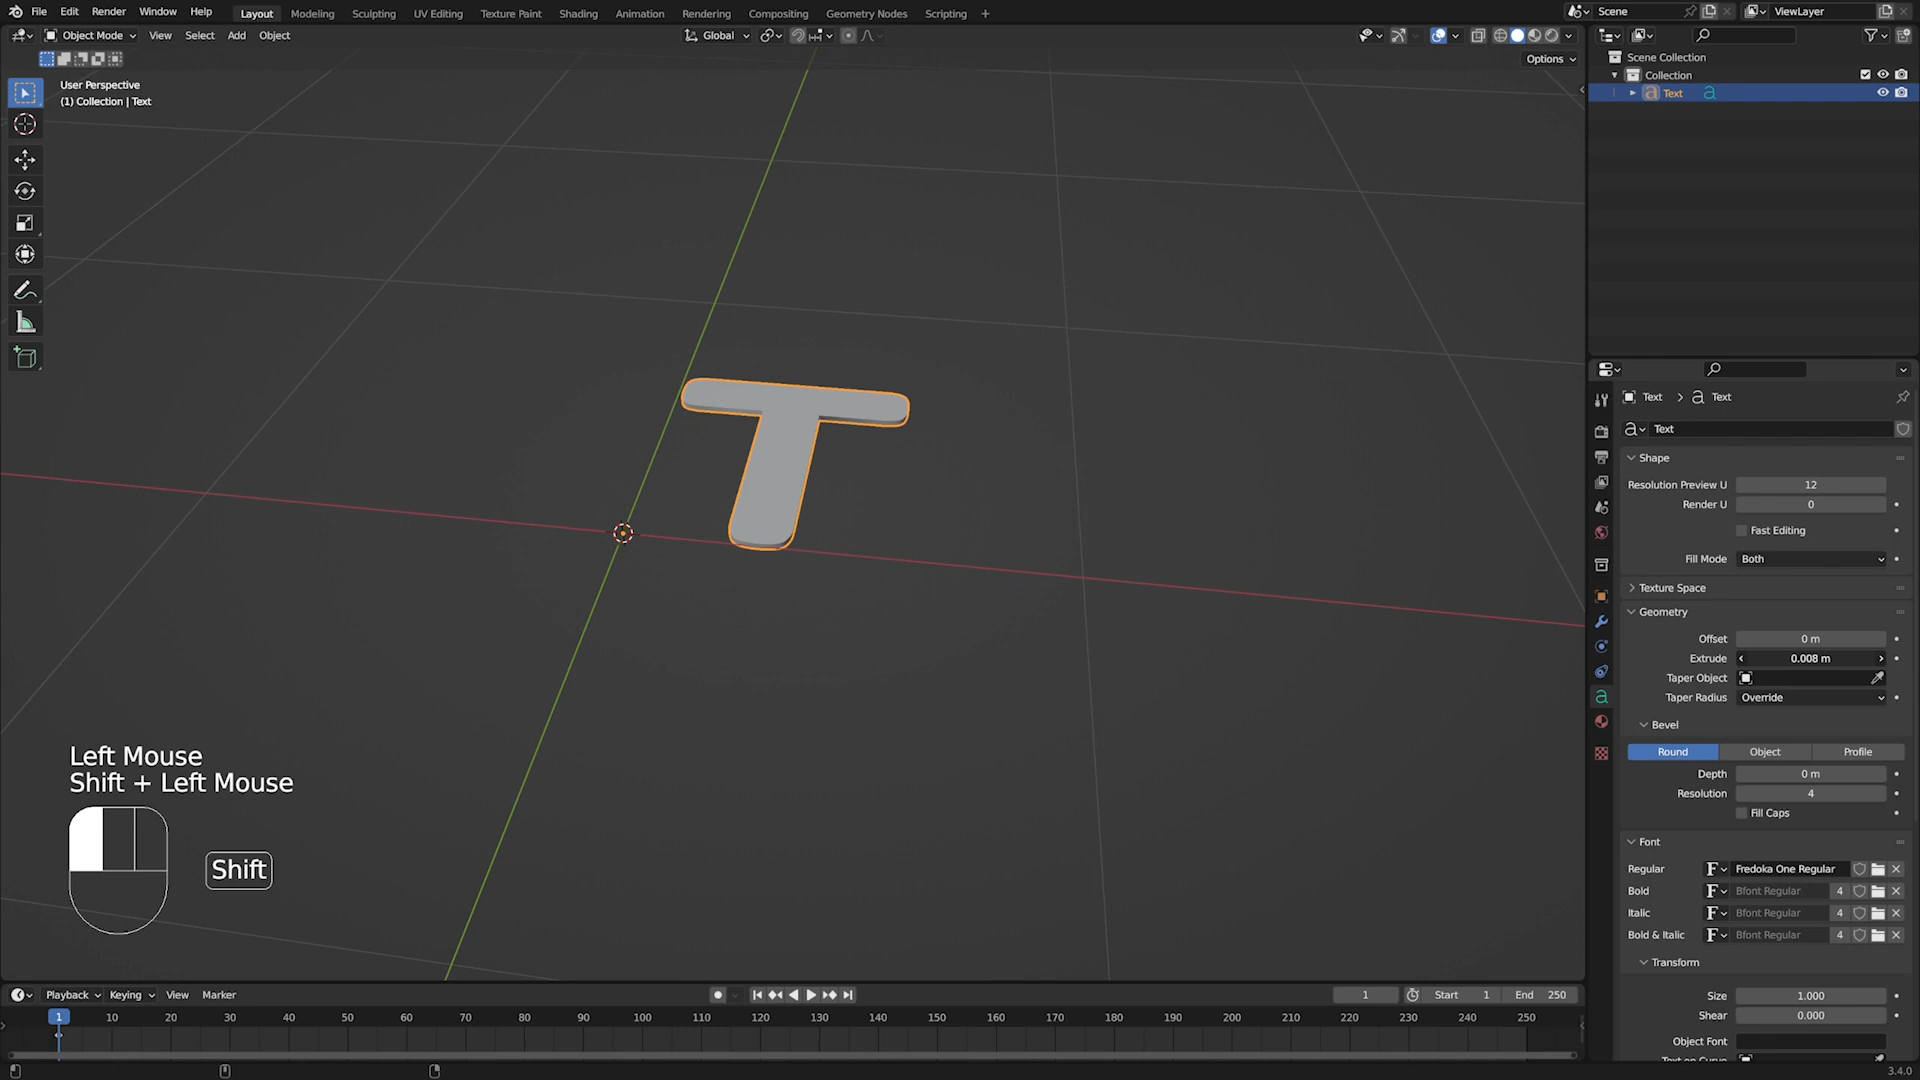 File Edit Render Window Help Layout Modeling Sculpting UV Editing Texture Paint Shading Animation Rendering Compositing Geometry Nodes Scripting + Scene ViewLayer
Object Mode View Select Add Object Global
Options
User Perspective
(1) Collection | Text
Scene Collection
Collection
Text
Text > Text
Text
Shape
Resolution Preview U 12
Render U 0
Fast Editing
Fill Mode Both
Texture Space
Geometry
Offset 0 m
Extrude 0.008 m
Taper Object
Taper Radius Override
Bevel
Round Object Profile
Depth 0 m
Resolution 4
Fill Caps
Font
Regular F Fredoka One Regular
Bold F Bfont Regular 4
Italic F Bfont Regular 4
Bold & Italic F Bfont Regular 4
Transform
Size 1.000
Shear 0.000
Object Font
Text on Curve
T
Left Mouse
Shift + Left Mouse
Shift
Playback Keying View Marker 1 Start 1 End 250
1 10 20 30 40 50 60 70 80 90 100 110 120 130 140 150 160 170 180 190 200 210 220 230 240 250
3.4.0